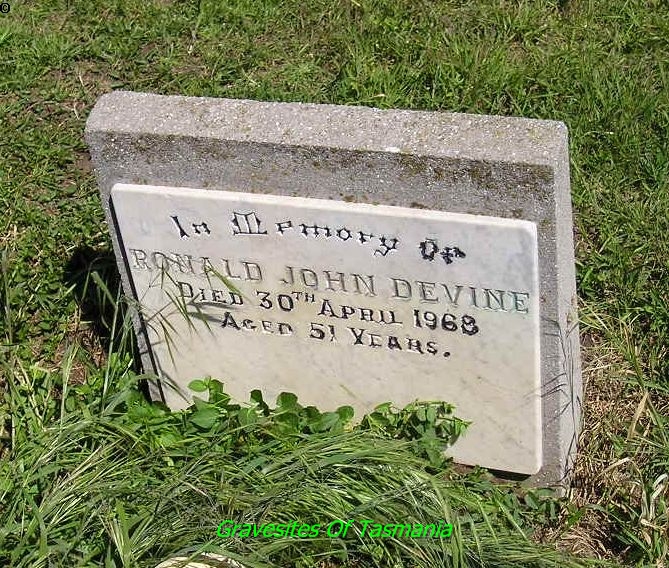 ©
In Memory Of
RONALD JOHN DEVINE
DIED 30TH APRIL 1968
AGED 51 YEARS.
Gravesites Of Tasmania